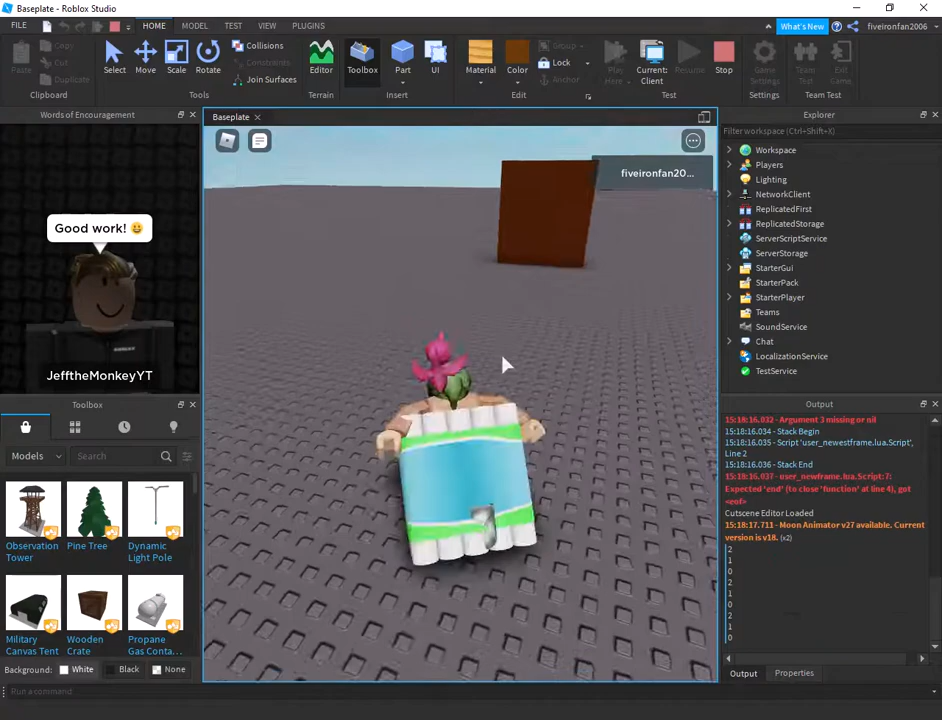 Baseplate - Roblox Studio
FILE
HOME
MODEL
TEST
VIEW
PLUGINS
What's New
fiveironfan2006
Paste
Copy
Cut
Duplicate
Clipboard
Select
Move
Scale
Rotate
Collisions
Constraints
Join Surfaces
Tools
Editor
Terrain
Toolbox
Part
UI
Insert
Material
Color
Group
Lock
Anchor
Edit
Play
Here
Current:
Client
Resume
Stop
Test
Game
Settings
Settings
Team
Test
Exit
Game
Team Test
Words of Encouragement
Good work! 😀
JefftheMonkeyYT
Toolbox
Models
Search
Observation
Tower
Pine Tree
Dynamic
Light Pole
Military
Canvas Tent
Wooden
Crate
Propane
Gas Conta...
Background:
White
Black
None
Run a command
Baseplate
fiveironfan20...
Explorer
Filter workspace (Ctrl+Shift+X)
Workspace
Players
Lighting
NetworkClient
ReplicatedFirst
ReplicatedStorage
ServerScriptService
ServerStorage
StarterGui
StarterPack
StarterPlayer
Teams
SoundService
Chat
LocalizationService
TestService
Output
15:18:16.032 - Argument 3 missing or nil
15:18:16.034 - Stack Begin
15:18:16.035 - Script 'user_newestframe.lua.Script',
Line 2
15:18:16.036 - Stack End
15:18:16.037 - user_newframe.lua.Script:7:
Expected 'end' (to close 'function' at line 4), got
<eof>
Cutscene Editor Loaded
15:18:17.711 - Moon Animator v27 available. Current
version is v18. (x2)
2
1
0
2
1
0
2
1
0
Output
Properties